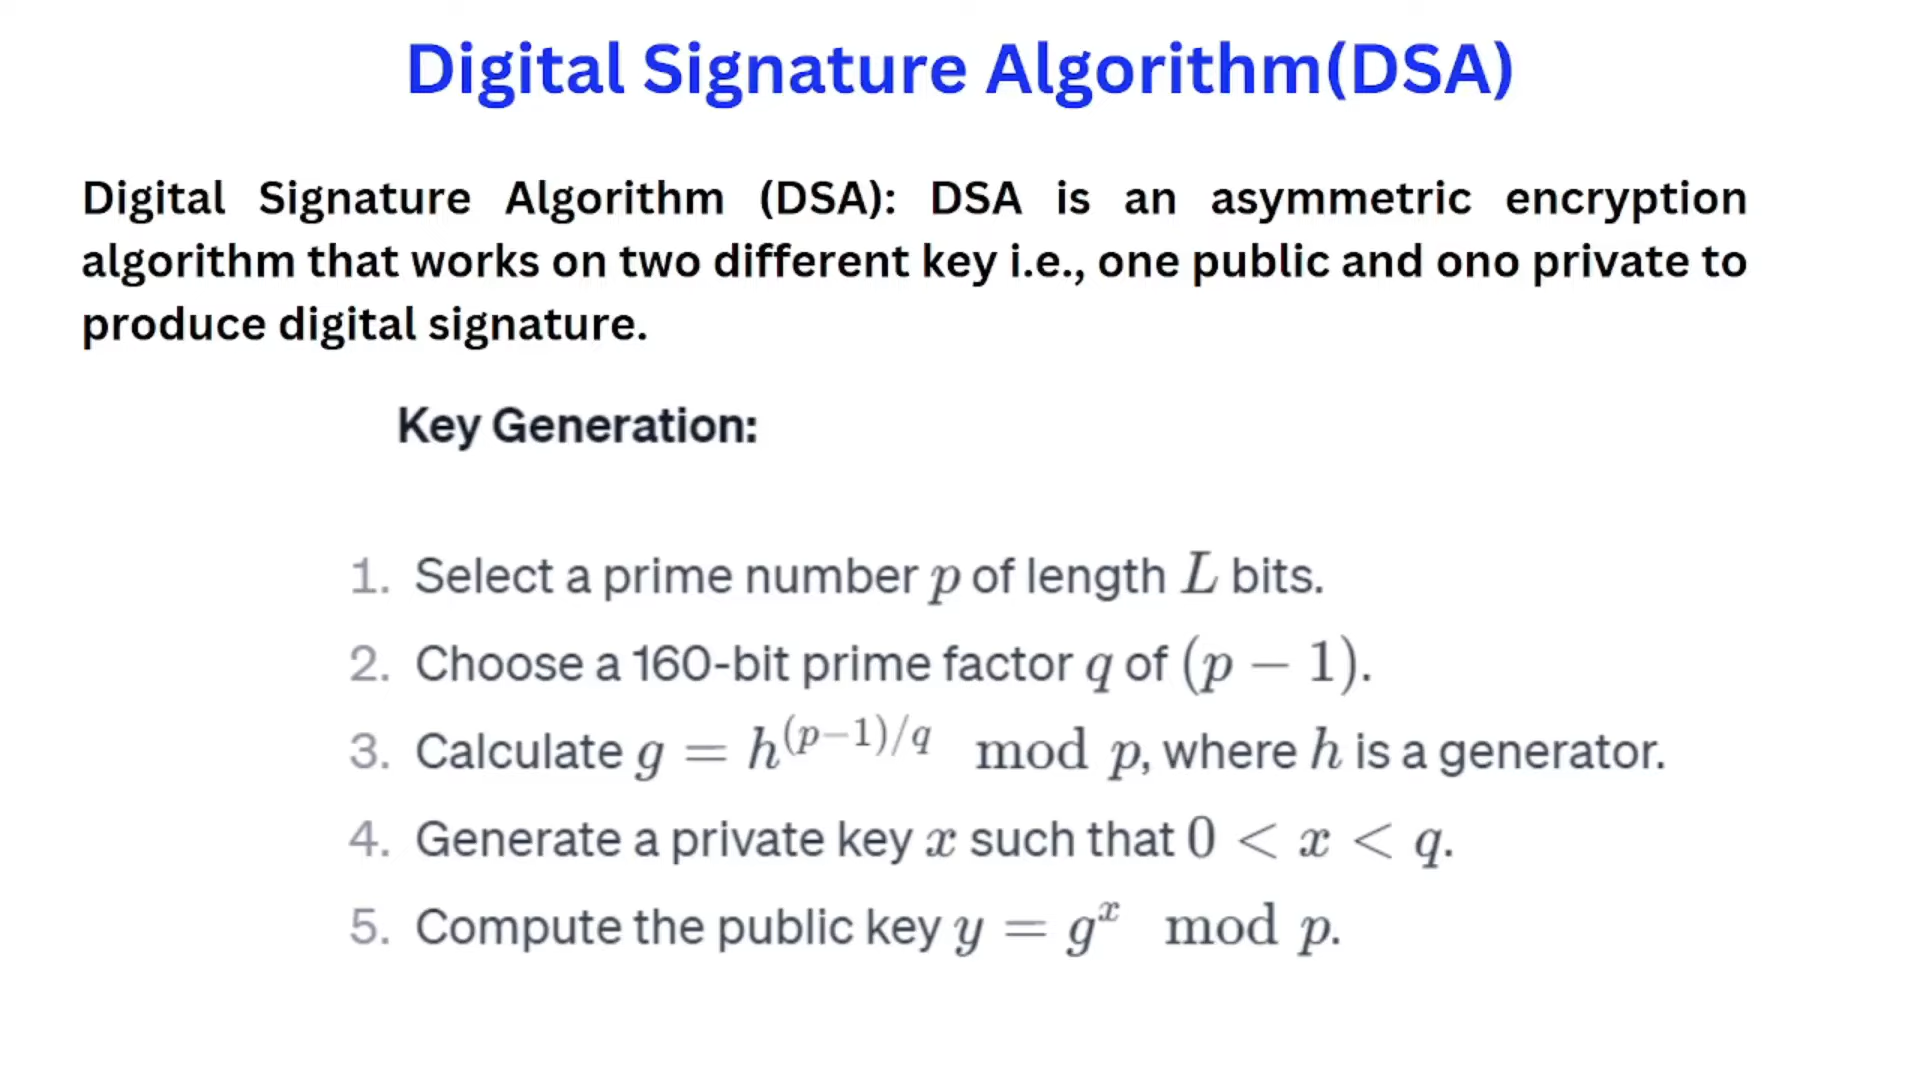 Digital Signature Algorithm(DSA)
Digital Signature Algorithm (DSA): DSA is an asymmetric encryption
algorithm that works on two different key i.e., one public and ono private to
produce digital signature.
Key Generation:
1. Select a prime number p of length L bits.
2. Choose a 160-bit prime factor q of (p − 1).
3. Calculate g = h^{(p−1)/q} mod p, where h is a generator.
4. Generate a private key x such that 0 < x < q.
5. Compute the public key y = g^x mod p.